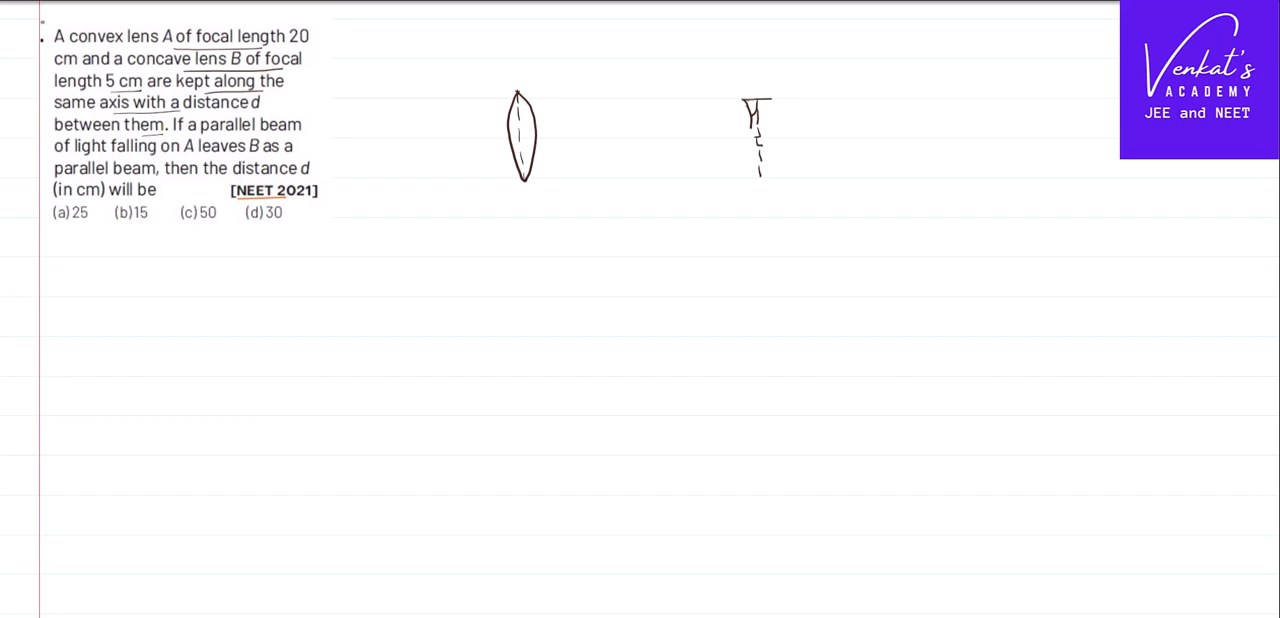 A convex lens A of focal length 20
cm and a concave lens B of focal
length 5 cm are kept along the
same axis with a distance d
between them. If a parallel beam
of light falling on A leaves B as a
parallel beam, then the distance d
(in cm) will be [NEET 2021]
(a) 25 (b) 15 (c) 50 (d) 30
Venkat's
ACADEMY
JEE and NEET